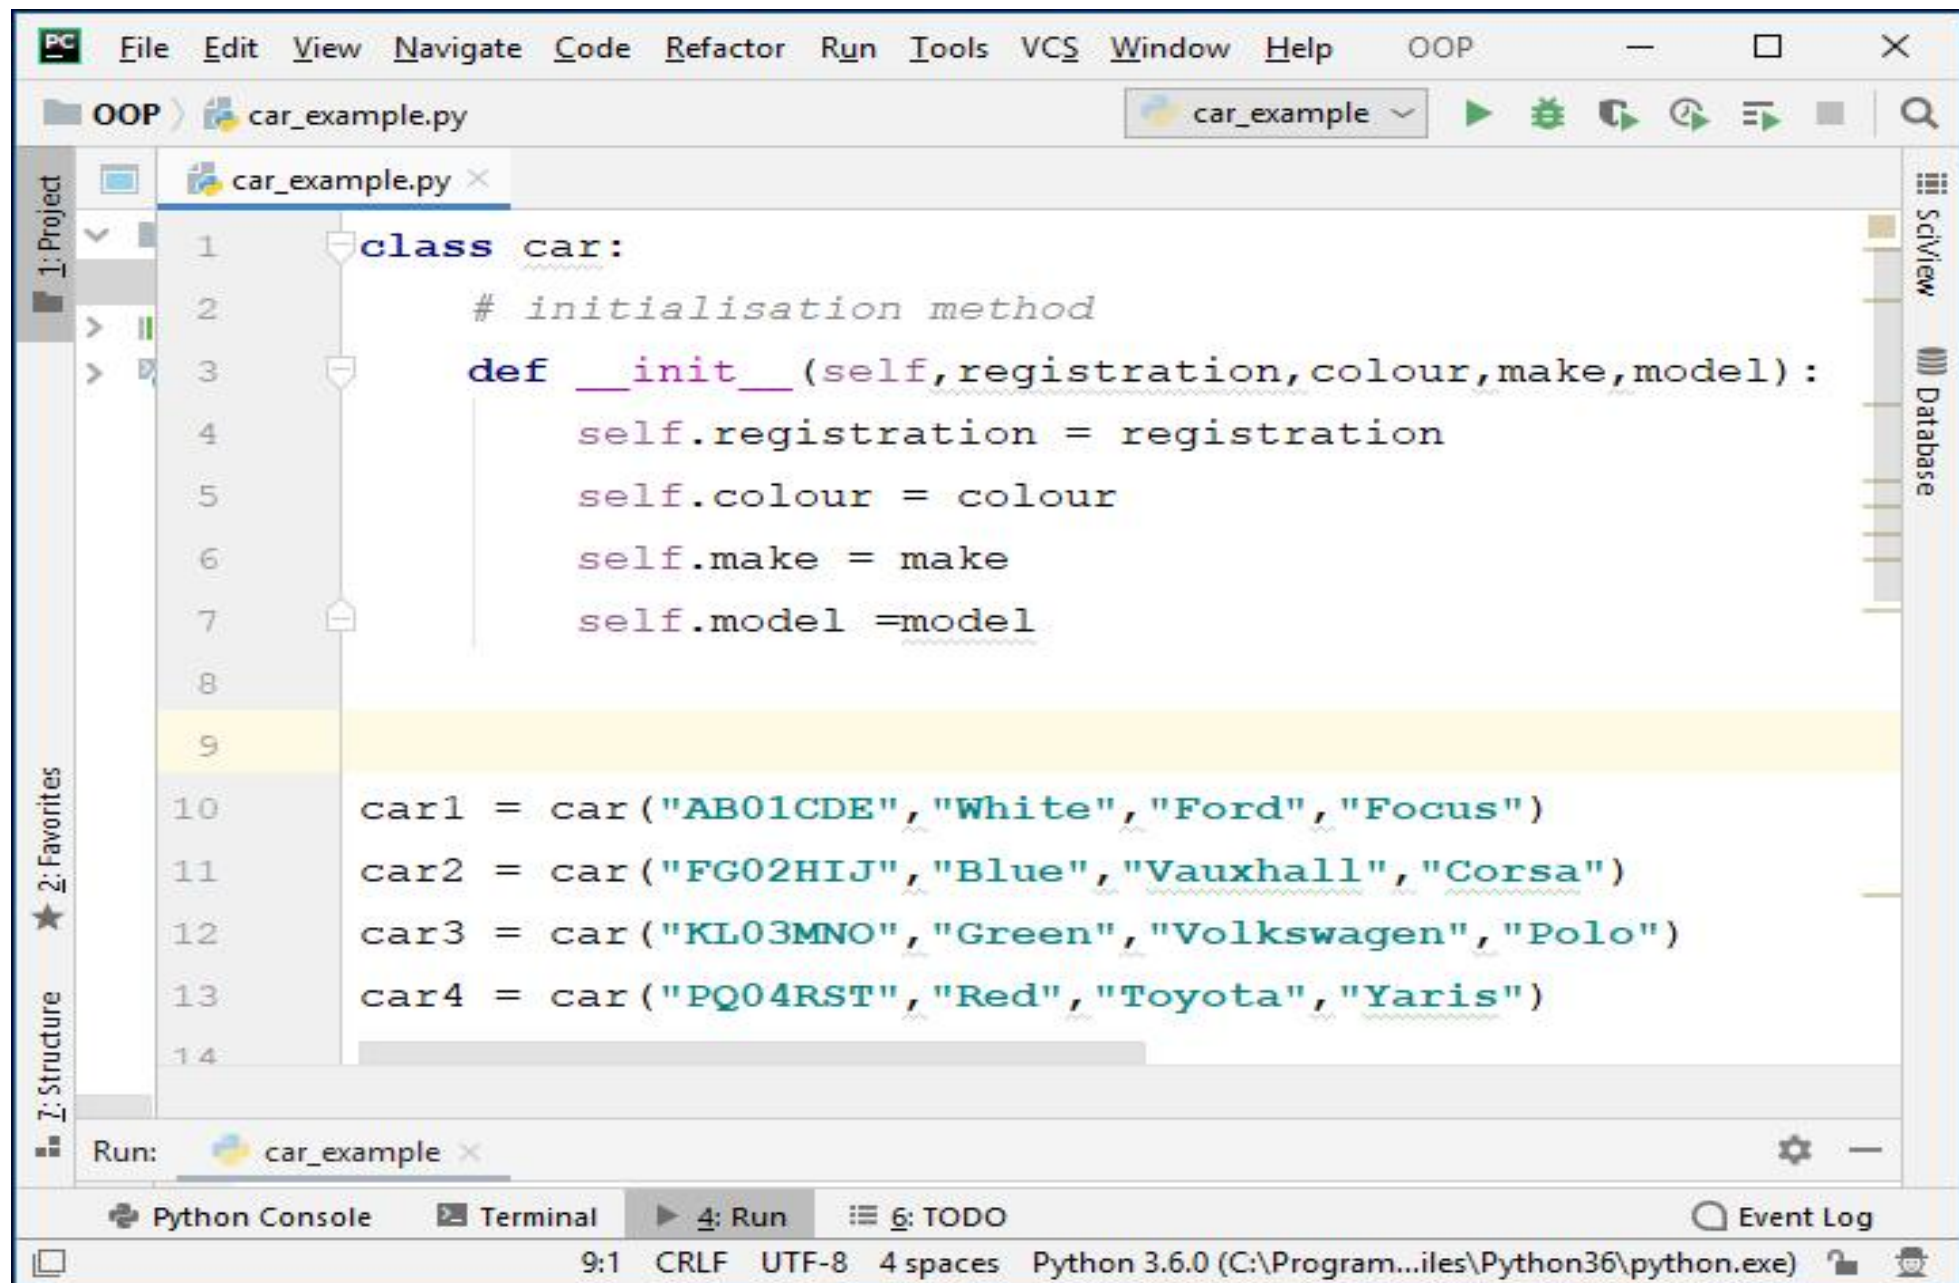 PC File Edit View Navigate Code Refactor Run Tools VCS Window Help OOP
OOP car_example.py car_example
1: Project
car_example.py
SciView
Database
1 class car:
2 # initialisation method
3 def __init__(self,registration,colour,make,model):
4 self.registration = registration
5 self.colour = colour
6 self.make = make
7 self.model =model
8
9
10 car1 = car("AB01CDE","White","Ford","Focus")
11 car2 = car("FG02HIJ","Blue","Vauxhall","Corsa")
12 car3 = car("KL03MNO","Green","Volkswagen","Polo")
13 car4 = car("PQ04RST","Red","Toyota","Yaris")
14
2: Favorites
7: Structure
Run: car_example
Python Console Terminal 4: Run 6: TODO Event Log
9:1 CRLF UTF-8 4 spaces Python 3.6.0 (C:\Program...iles\Python36\python.exe)